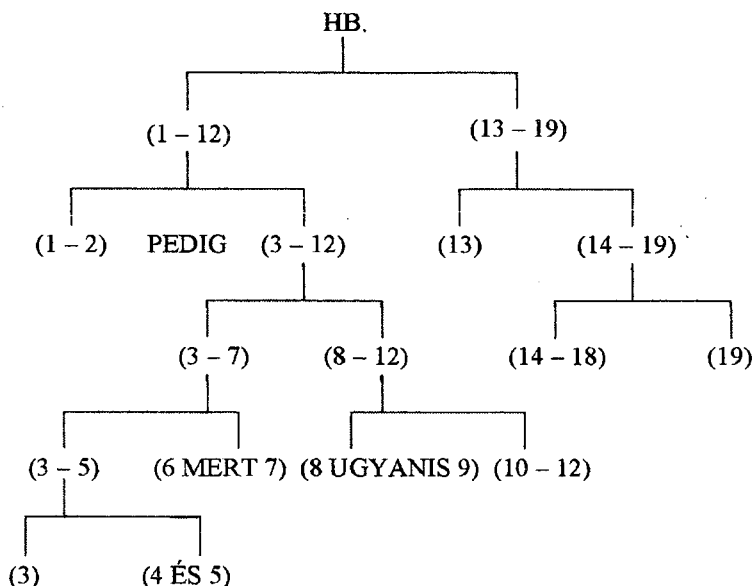 HB.
(1 – 12) (13 – 19)
(1 – 2) PEDIG (3 – 12) (13) (14 – 19)
(3 – 7) (8 – 12) (14 – 18) (19)
(3 – 5) (6 MERT 7) (8 UGYANIS 9) (10 – 12)
(3) (4 ÉS 5)